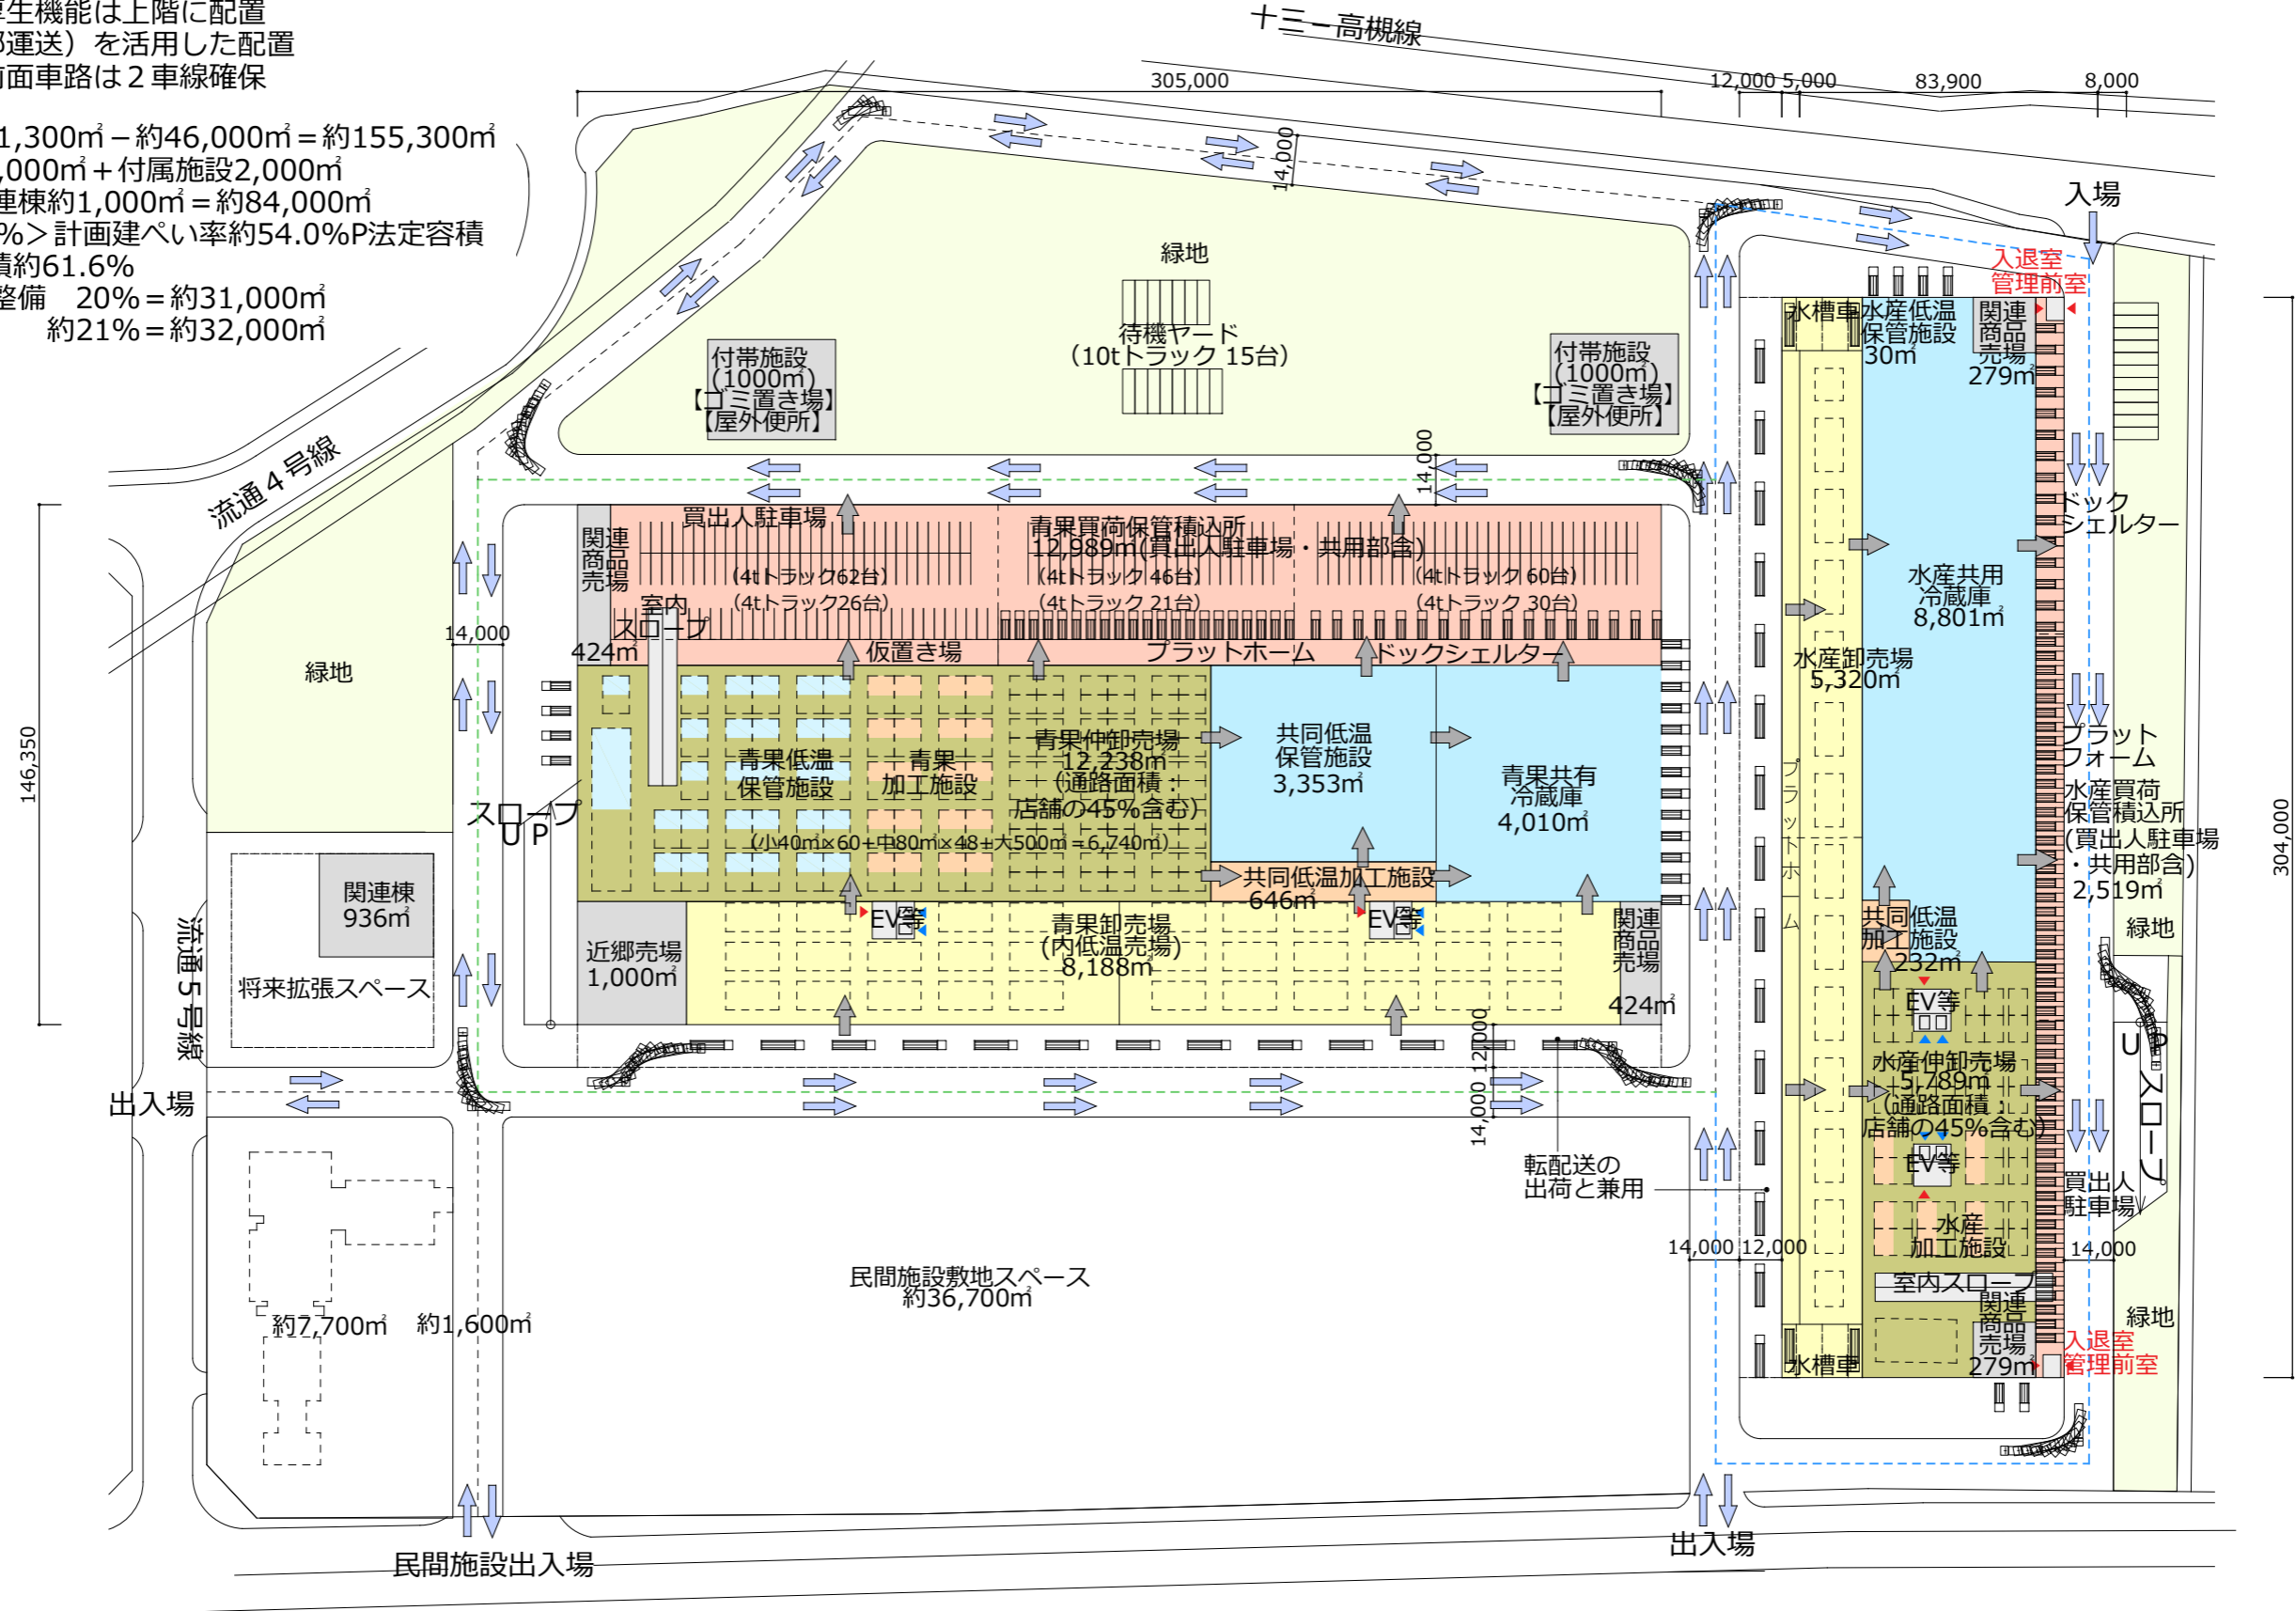 厚生機能は上階に配置
部運送）を活用した配置
前面車路は２車線確保
1,300㎡－約46,000㎡＝約155,300㎡
,000㎡＋付属施設2,000㎡
連棟約1,000㎡＝約84,000㎡
%＞計画建ぺい率約54.0%P法定容積
積約61.6%
整備　20%＝約31,000㎡
約21%＝約32,000㎡
十三－高槻線
305,000
12,000
5,000
83,900
8,000
14,000
入場
入退室
管理前室
緑地
待機ヤード
（10tトラック 15台）
付帯施設
(1000㎡)
【ゴミ置き場】
【屋外便所】
付帯施設
(1000㎡)
【ゴミ置き場】
【屋外便所】
水槽車
水産低温
保管施設
30㎡
関連
商品
売場
279㎡
流通４号線
14,000
ドック
シェルター
関連
商品
売場
424㎡
買出人駐車場
青果買荷保管積込所
12,989㎡(買出人駐車場・共用部含)
(4tトラック62台)
(4tトラック 46台)
(4tトラック 60台)
(4tトラック26台)
(4tトラック 21台)
(4tトラック 30台)
室内
スロープ
仮置き場
プラットホーム
ドックシェルター
14,000
緑地
水産共用
冷蔵庫
8,801㎡
水産卸売場
5,320㎡
プラットホーム
146,350
304,000
青果低温
保管施設
青果
加工施設
青果仲卸売場
12,238㎡
（通路面積：
店舗の45%含む）
（小40㎡×60＋中80㎡×48＋大500㎡＝6,740㎡）
共同低温
保管施設
3,353㎡
青果共有
冷蔵庫
4,010㎡
共同低温加工施設
646㎡
プラット
フォーム
水産買荷
保管積込所
(買出人駐車場
・共用部含)
2,519㎡
スロープ
UP
関連棟
936㎡
将来拡張スペース
流通５号線
近郷売場
1,000㎡
EV等
青果卸売場
(内低温売場)
8,188㎡
EV等
関連
商品
売場
424㎡
共同低温
加工施設
232㎡
緑地
EV等
水産仲卸売場
5,789㎡
（通路面積：
店舗の45%含む）
EV等
UP
スロープ
出入場
12,000
14,000
転配送の
出荷と兼用
買出人
駐車場
水産
加工施設
14,000
12,000
14,000
室内スロープ
関連
商品
売場
279㎡
水槽車
緑地
入退室
管理前室
民間施設敷地スペース
約36,700㎡
約7,700㎡
約1,600㎡
民間施設出入場
出入場